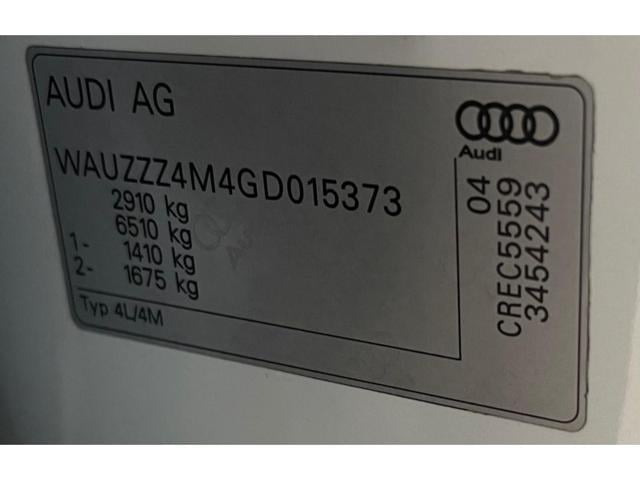 AUDI AG
Audi
WAUZZZ4M4GD015373
2910 kg
6510 kg
1- 1410 kg
2- 1675 kg
Typ 4L/4M
04
CREC5559
3454243